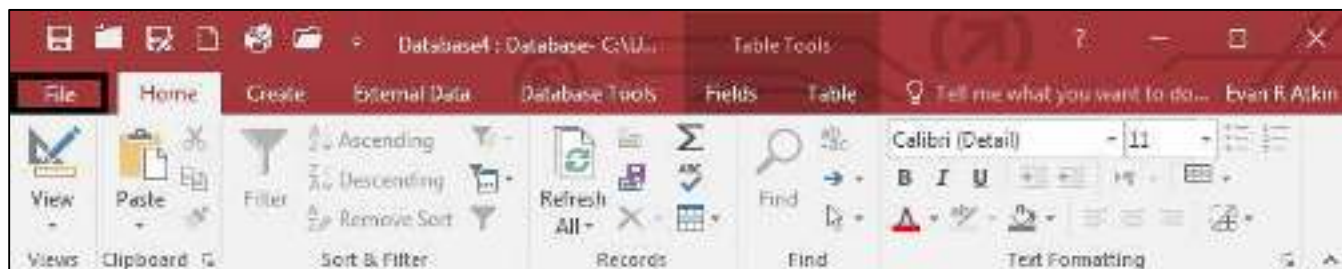 Database4 : Database- C:\U... Table Tools ?
File Home Create External Data Database Tools Fields Table Tell me what you want to do... Evan R Atkin
View Paste Filter Ascending Descending Remove Sort Refresh All Find Calibri (Detail) 11 B I U A
Views Clipboard Sort & Filter Records Find Text Formatting